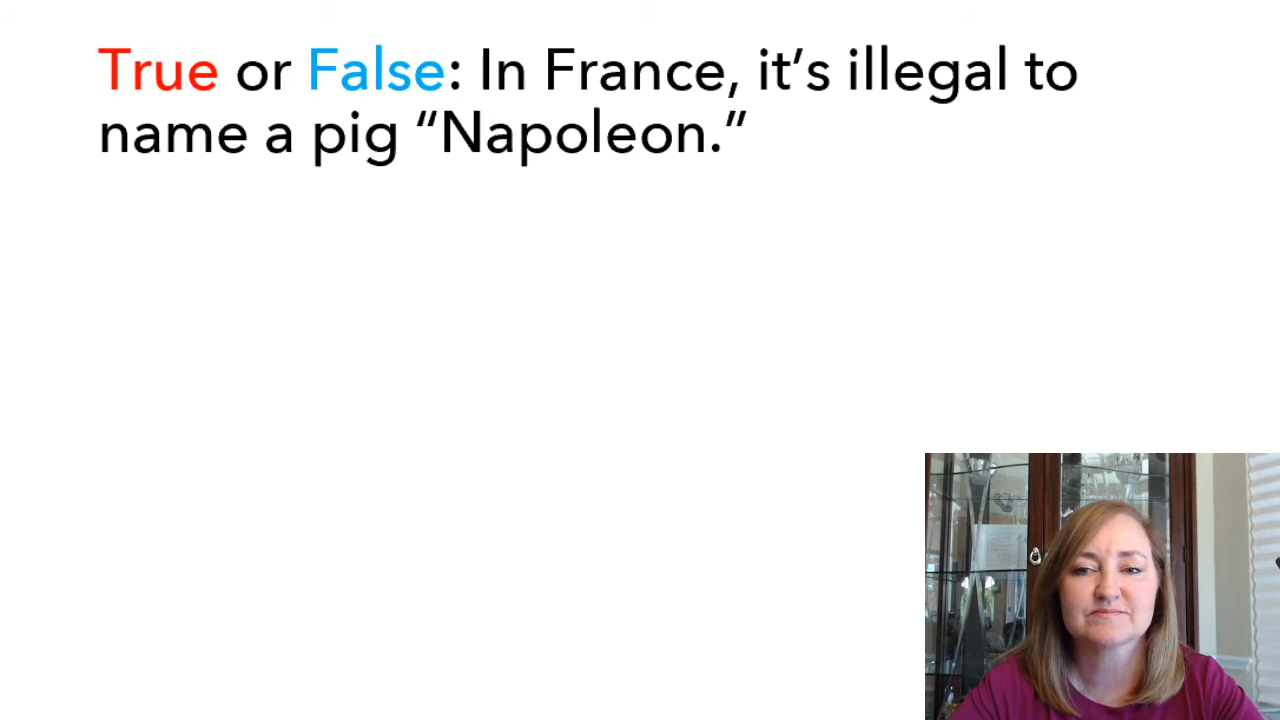 True or False: In France, it’s illegal to
name a pig “Napoleon.”